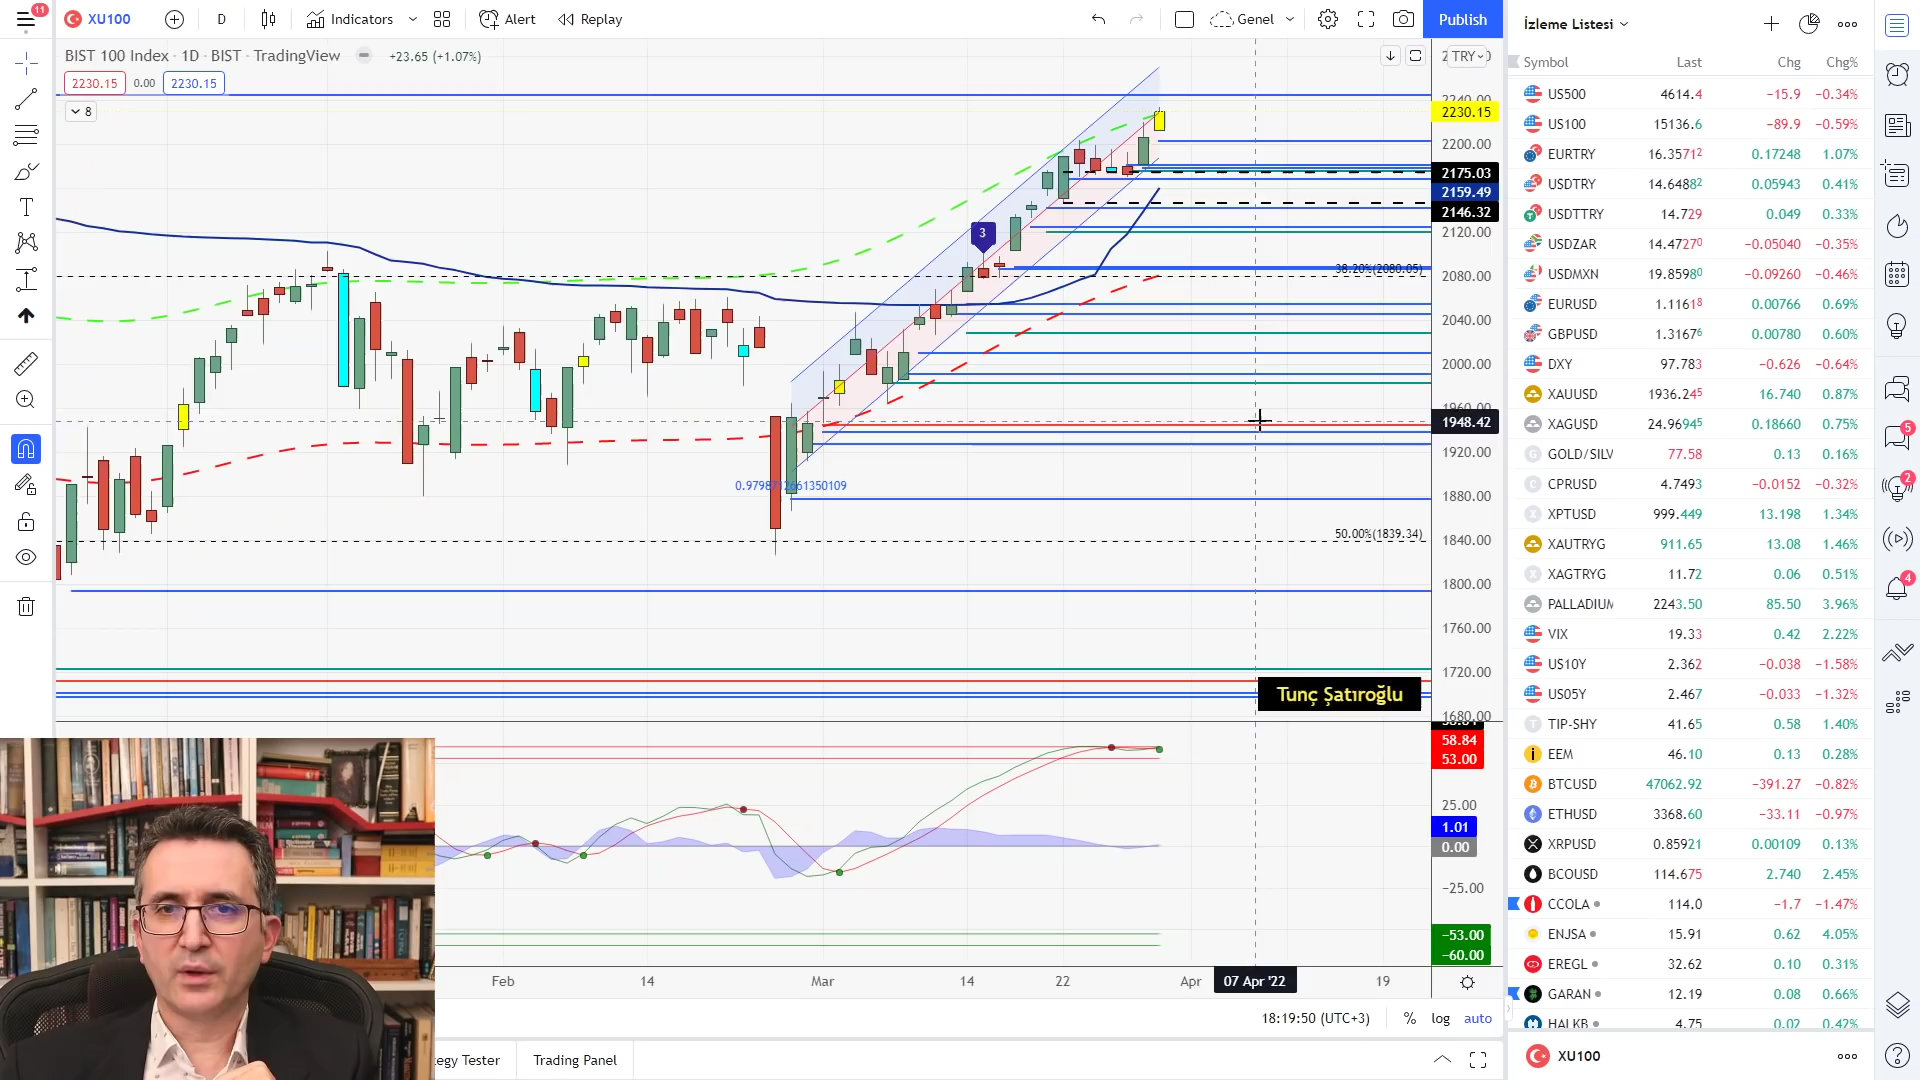 11
XU100
D
Indicators
Alert
Replay
Genel
Publish
BIST 100 Index · 1D · BIST · TradingView
+23.65 (+1.07%)
2230.15
0.00
2230.15
8
TRY
2240.00
2230.15
2200.00
2175.03
2159.49
2146.32
2120.00
2080.00
2040.00
2000.00
1960.00
1948.42
1920.00
1880.00
1840.00
1800.00
1760.00
1720.00
1680.00
3
38.20%(2080.05)
50.00%(1839.34)
Tunç Şatıroğlu
58.84
53.00
25.00
1.01
0.00
−25.00
−53.00
−60.00
Feb
14
Mar
14
22
Apr
07 Apr '22
19
18:19:50 (UTC+3)
%
log
auto
egy Tester
Trading Panel
İzleme Listesi
Symbol Last Chg Chg%
US500 4614.4 −15.9 −0.34%
US100 15136.6 −89.9 −0.59%
EURTRY 16.3571² 0.17248 1.07%
USDTRY 14.6488² 0.05943 0.41%
USDTTRY 14.729 0.049 0.33%
USDZAR 14.4727⁰ −0.05040 −0.35%
USDMXN 19.8598⁰ −0.09260 −0.46%
EURUSD 1.1161⁸ 0.00766 0.69%
GBPUSD 1.3167⁶ 0.00780 0.60%
DXY 97.783 −0.626 −0.64%
XAUUSD 1936.24⁵ 16.740 0.87%
XAGUSD 24.9694⁵ 0.18660 0.75%
GOLD/SILV 77.58 0.13 0.16%
CPRUSD 4.7493 −0.0152 −0.32%
XPTUSD 999.449 13.198 1.34%
XAUTRYG 911.65 13.08 1.46%
XAGTRYG 11.72 0.06 0.51%
PALLADIUM 2243.50 85.50 3.96%
VIX 19.33 0.42 2.22%
US10Y 2.362 −0.038 −1.58%
US05Y 2.467 −0.033 −1.32%
TIP-SHY 41.65 0.58 1.40%
EEM 46.10 0.13 0.28%
BTCUSD 47062.92 −391.27 −0.82%
ETHUSD 3368.60 −33.11 −0.97%
XRPUSD 0.85921 0.00109 0.13%
BCOUSD 114.675 2.740 2.45%
CCOLA 114.0 −1.7 −1.47%
ENJSA 15.91 0.62 4.05%
EREGL 32.62 0.10 0.31%
GARAN 12.19 0.08 0.66%
HALKB 4.75 0.02 0.42%
XU100
5
2
4